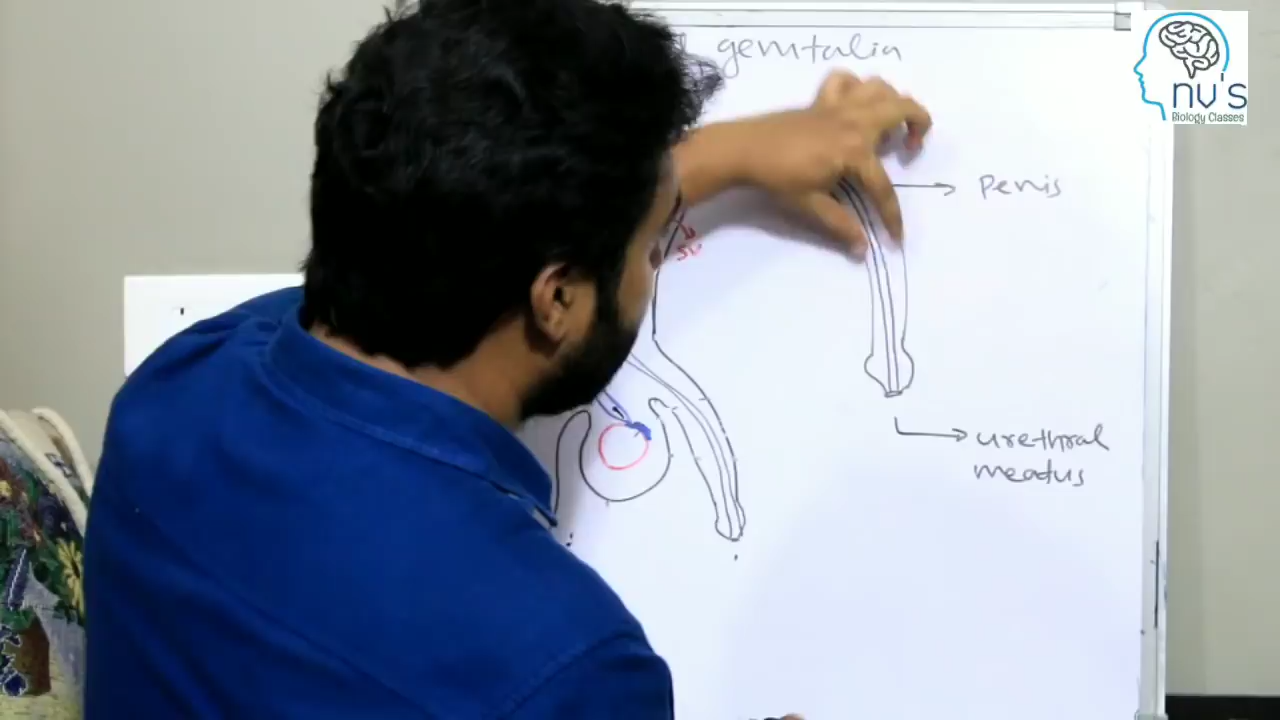 genitalia
nv's
Biology Classes
Penis
urethral
meatus